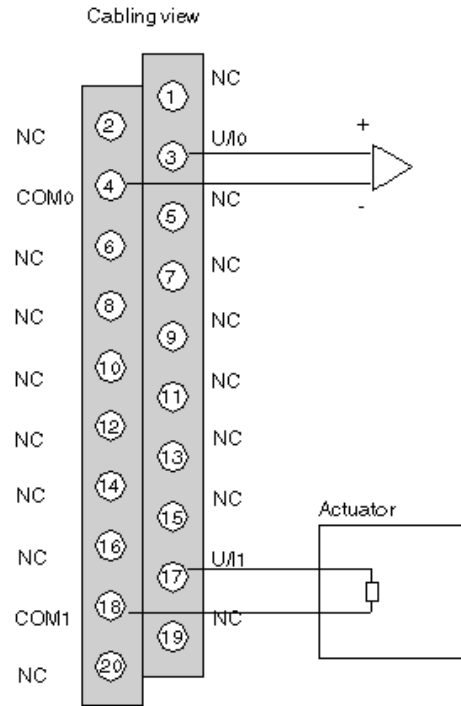 Cabling view
1 NC
NC 2
3 U/I0 +
COM0 4
-
5 NC
NC 6
7 NC
NC 8
9 NC
NC 10
11 NC
NC 12
13 NC
NC 14
15 NC
Actuator
NC 16
17 U/I1
COM1 18
19 NC
NC 20